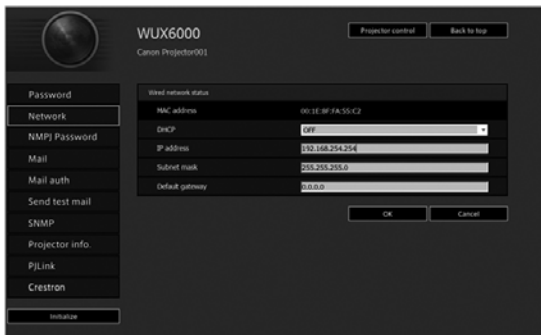 WUX6000
Canon Projector001
Projector control
Back to top
Password
Network
NMPJ Password
Mail
Mail auth
Send test mail
SNMP
Projector info.
PJLink
Crestron
Initialize
Wired network status
MAC address 00:1E:8F:FA:55:C2
DHCP OFF
IP address 192.168.254.254
Subnet mask 255.255.255.0
Default gateway 0.0.0.0
OK
Cancel